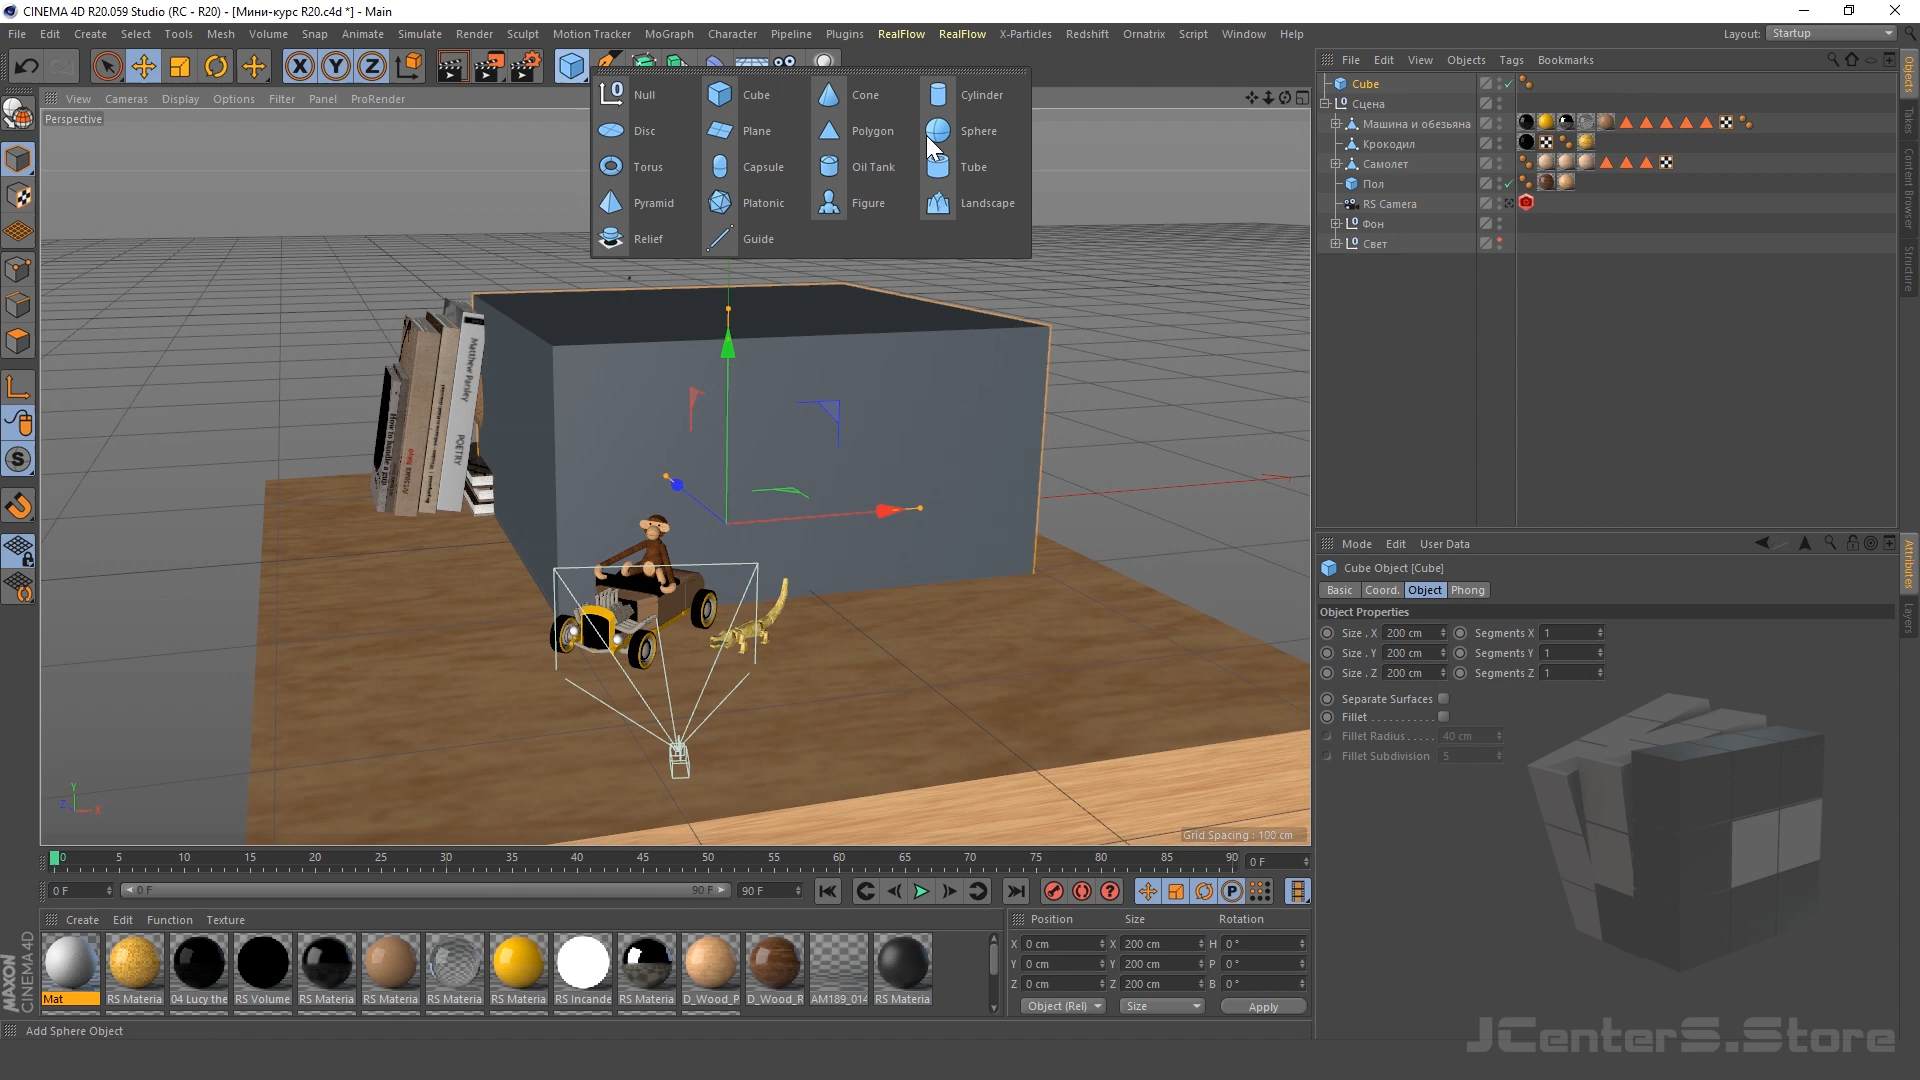 CINEMA 4D R20.059 Studio (RC - R20) - [Мини-курс R20.c4d *] - Main
File Edit Create Select Tools Mesh Volume Snap Animate Simulate Render Sculpt Motion Tracker MoGraph Character Pipeline Plugins RealFlow RealFlow X-Particles Redshift Ornatrix Script Window Help Layout: Startup
File Edit View Objects Tags Bookmarks
View Cameras Display Options Filter Panel ProRender
Perspective
Null Cube Cone Cylinder
Disc Plane Polygon Sphere
Torus Capsule Oil Tank Tube
Pyramid Platonic Figure Landscape
Relief Guide
Cube
Сцена
Машина и обезьяна
Крокодил
Самолет
Пол
RS Camera
Фон
Свет
Objects
Takes
Content Browser
Structure
Matthew Parsley
POETRY
Mode Edit User Data
Cube Object [Cube]
Basic Coord. Object Phong
Object Properties
Size . X 200 cm Segments X 1
Size . Y 200 cm Segments Y 1
Size . Z 200 cm Segments Z 1
Separate Surfaces
Fillet . . . . . . . . . . .
Fillet Radius . . . . . 40 cm
Fillet Subdivision 5
Attributes
Layers
Y
Z X
Grid Spacing : 100 cm
0 5 10 15 20 25 30 35 40 45 50 55 60 65 70 75 80 85 90 0 F
0 F 0 F 90 F 90 F
Create Edit Function Texture
Position Size Rotation
X 0 cm X 200 cm H 0 °
Y 0 cm Y 200 cm P 0 °
Z 0 cm Z 200 cm B 0 °
Object (Rel) Size Apply
Mat RS Materia 04 Lucy the RS Volume RS Materia RS Materia RS Materia RS Materia RS Incande RS Materia D_Wood_P D_Wood_R AM189_014 RS Materia
MAXON
CINEMA 4D
Add Sphere Object
JCenterS.Store